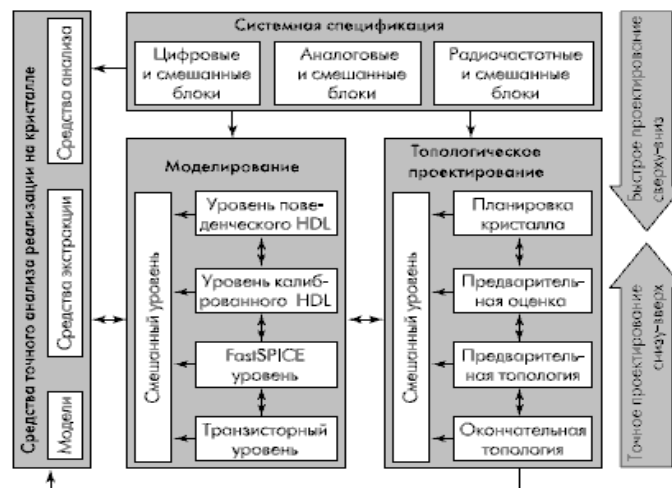 Системная спецификация
Цифровые
и смешанные
блоки
Аналоговые
и смешанные
блоки
Радиочастотные
и смешанные
блоки
Средства точного анализа реализации на кристалле
Средства анализа
Средства экстракции
Модели
Моделирование
Смешанный уровень
Уровень пове-
денческого HDL
Уровень калиб-
рованного HDL
FastSPICE
уровень
Транзисторный
уровень
Топологическое
проектирование
Смешанный уровень
Планировка
кристалла
Предваритель-
ная оценка
Предваритель-
ная топология
Окончательная
топология
Быстрое проектирование
сверху-вниз
Точное проектирование
снизу-вверх